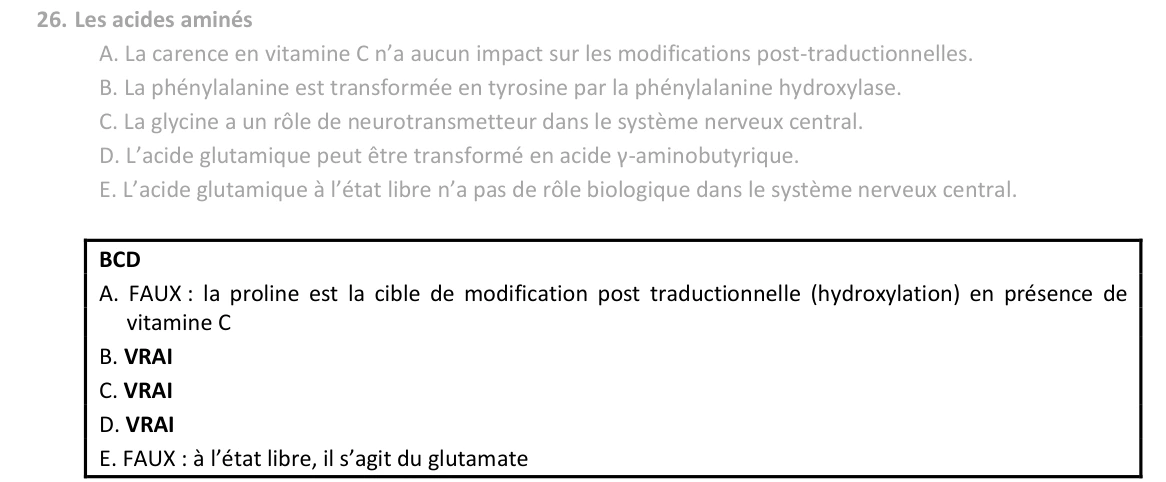 26. Les acides aminés
A. La carence en vitamine C n’a aucun impact sur les modifications post-traductionnelles.
B. La phénylalanine est transformée en tyrosine par la phénylalanine hydroxylase.
C. La glycine a un rôle de neurotransmetteur dans le système nerveux central.
D. L’acide glutamique peut être transformé en acide γ-aminobutyrique.
E. L’acide glutamique à l’état libre n’a pas de rôle biologique dans le système nerveux central.
BCD
A. FAUX : la proline est la cible de modification post traductionnelle (hydroxylation) en présence de
vitamine C
B. VRAI
C. VRAI
D. VRAI
E. FAUX : à l’état libre, il s’agit du glutamate